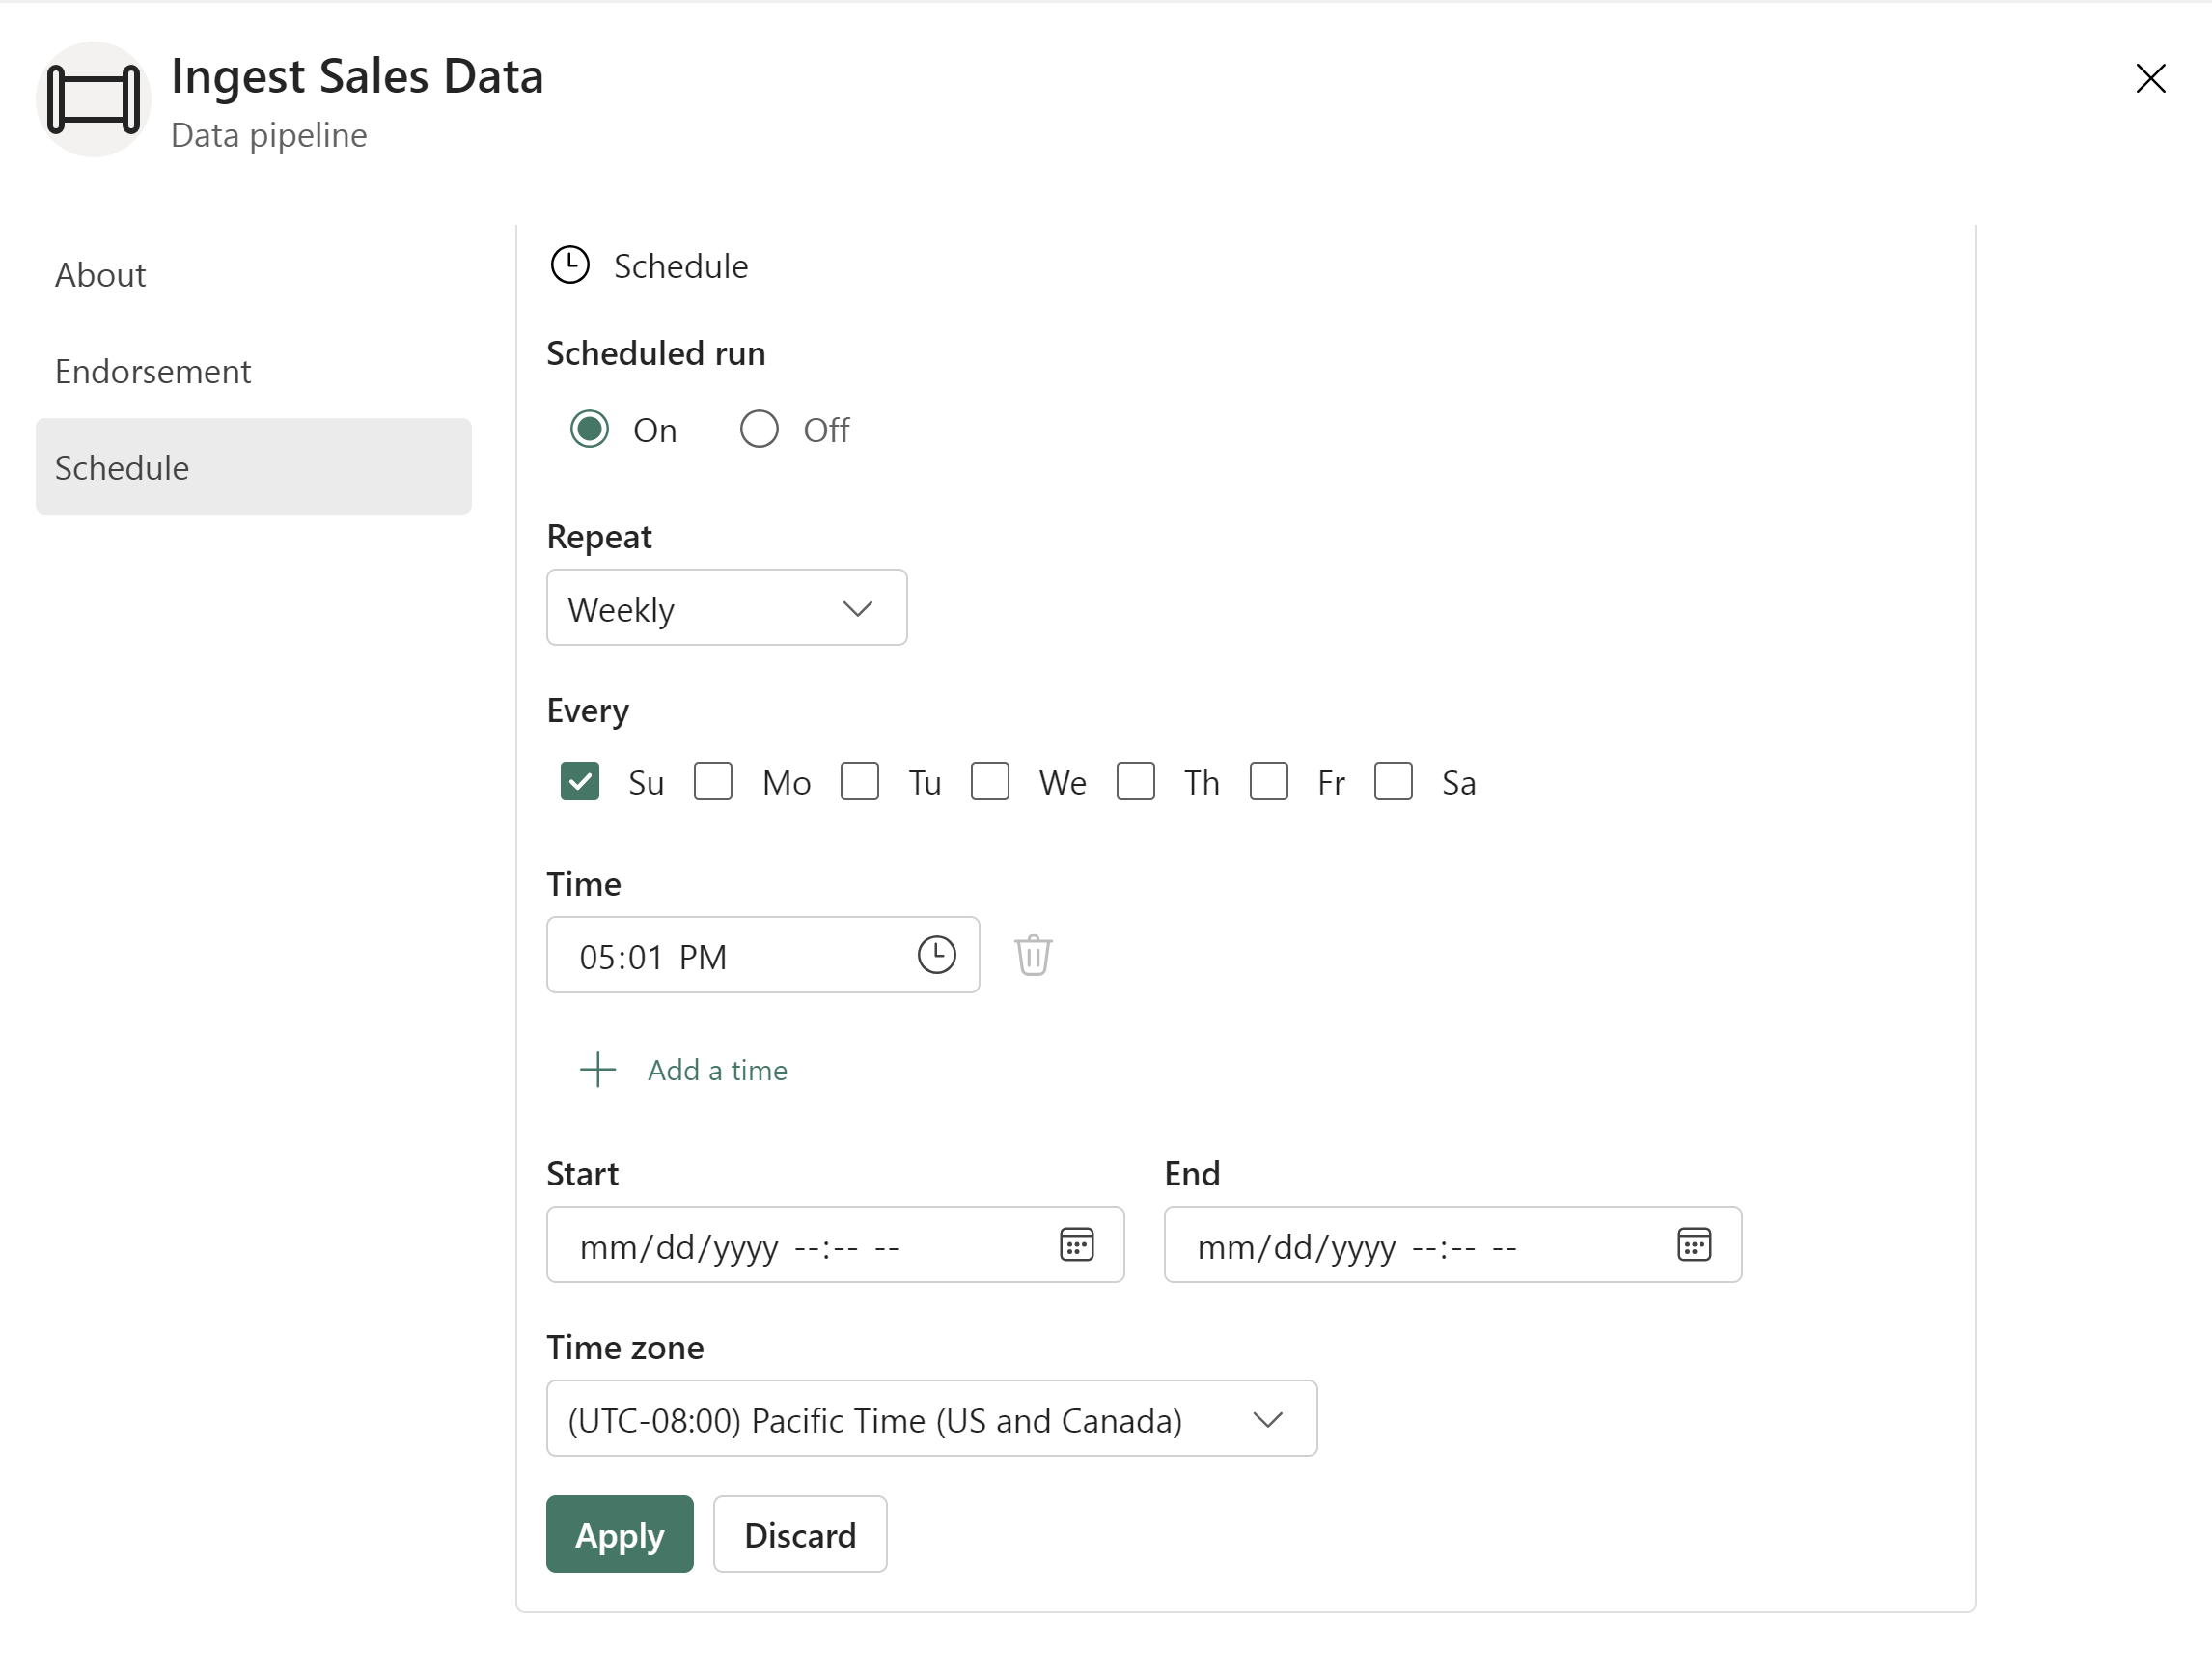 Ingest Sales Data
Data pipeline
About
Endorsement
Schedule
Schedule
Scheduled run
On Off
Repeat
Weekly
Every
Su Mo Tu We Th Fr Sa
Time
05:01 PM
Add a time
Start End
mm/dd/yyyy --:-- -- mm/dd/yyyy --:-- --
Time zone
(UTC-08:00) Pacific Time (US and Canada)
Apply Discard